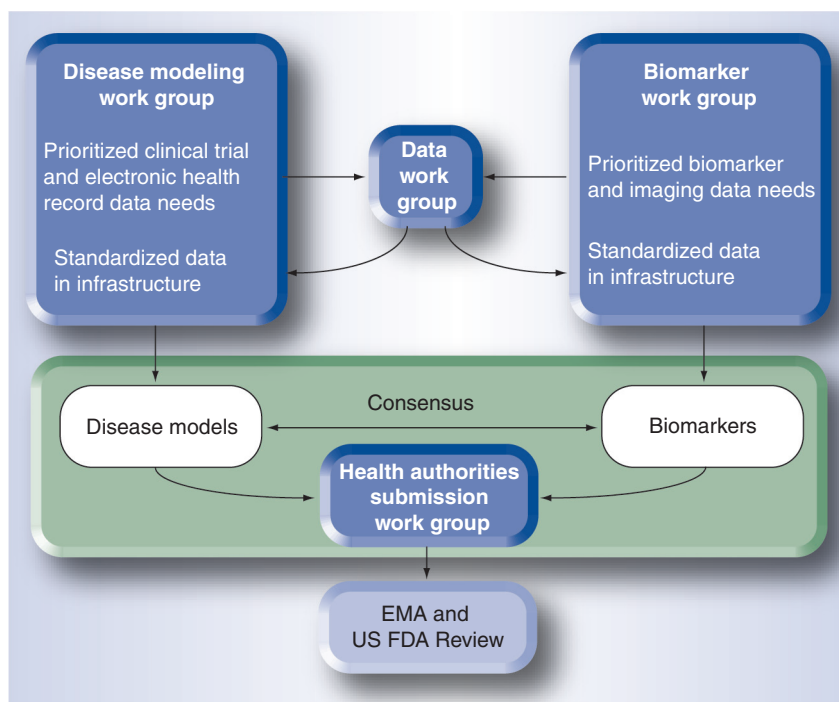 Disease modeling
work group
Prioritized clinical trial
and electronic health
record data needs
Standardized data
in infrastructure
Data
work
group
Biomarker
work group
Prioritized biomarker
and imaging data needs
Standardized data
in infrastructure
Disease models
Consensus
Biomarkers
Health authorities
submission
work group
EMA and
US FDA Review